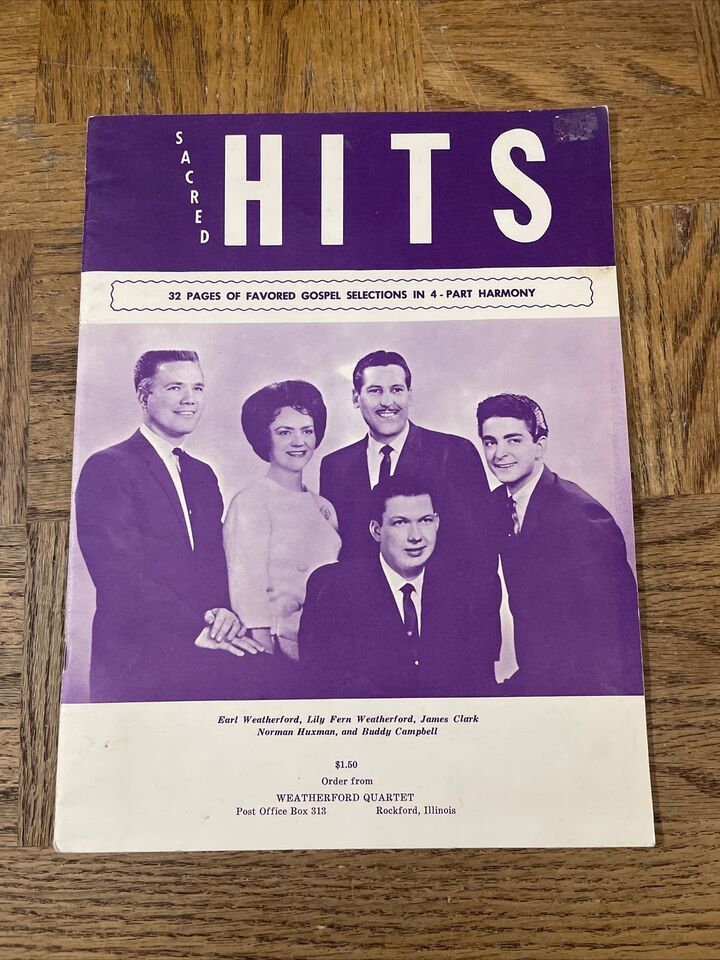 SACRED
HITS
32 PAGES OF FAVORED GOSPEL SELECTIONS IN 4 - PART HARMONY
Earl Weatherford, Lily Fern Weatherford, James Clark
Norman Huxman, and Buddy Campbell
$1.50
Order from
WEATHERFORD QUARTET
Post Office Box 313 Rockford, Illinois